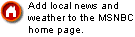 Add local news and
weather to the MSNBC
home page.